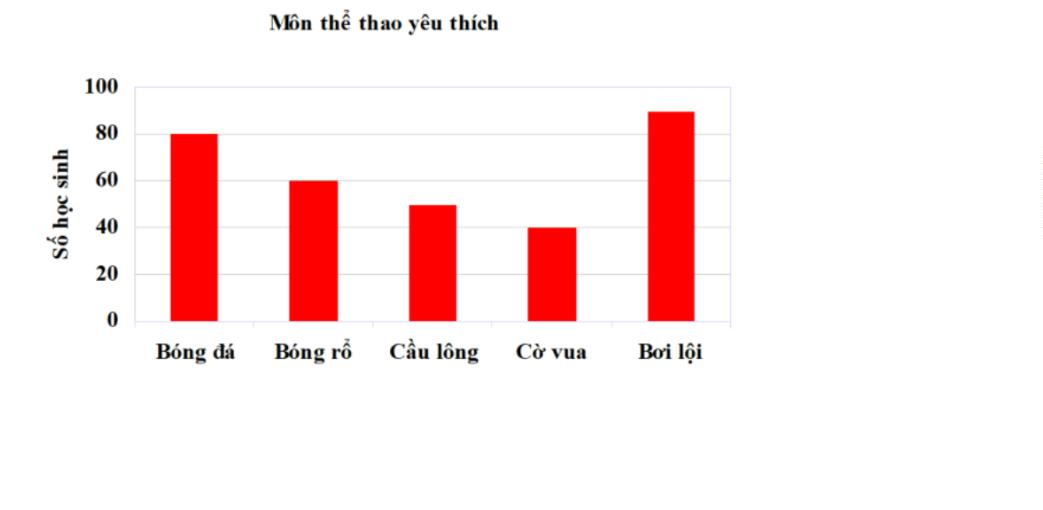 Môn thể thao yêu thích
100
80
60
40
20
0
Số học sinh
Bóng đá Bóng rổ Cầu lông Cờ vua Bơi lội